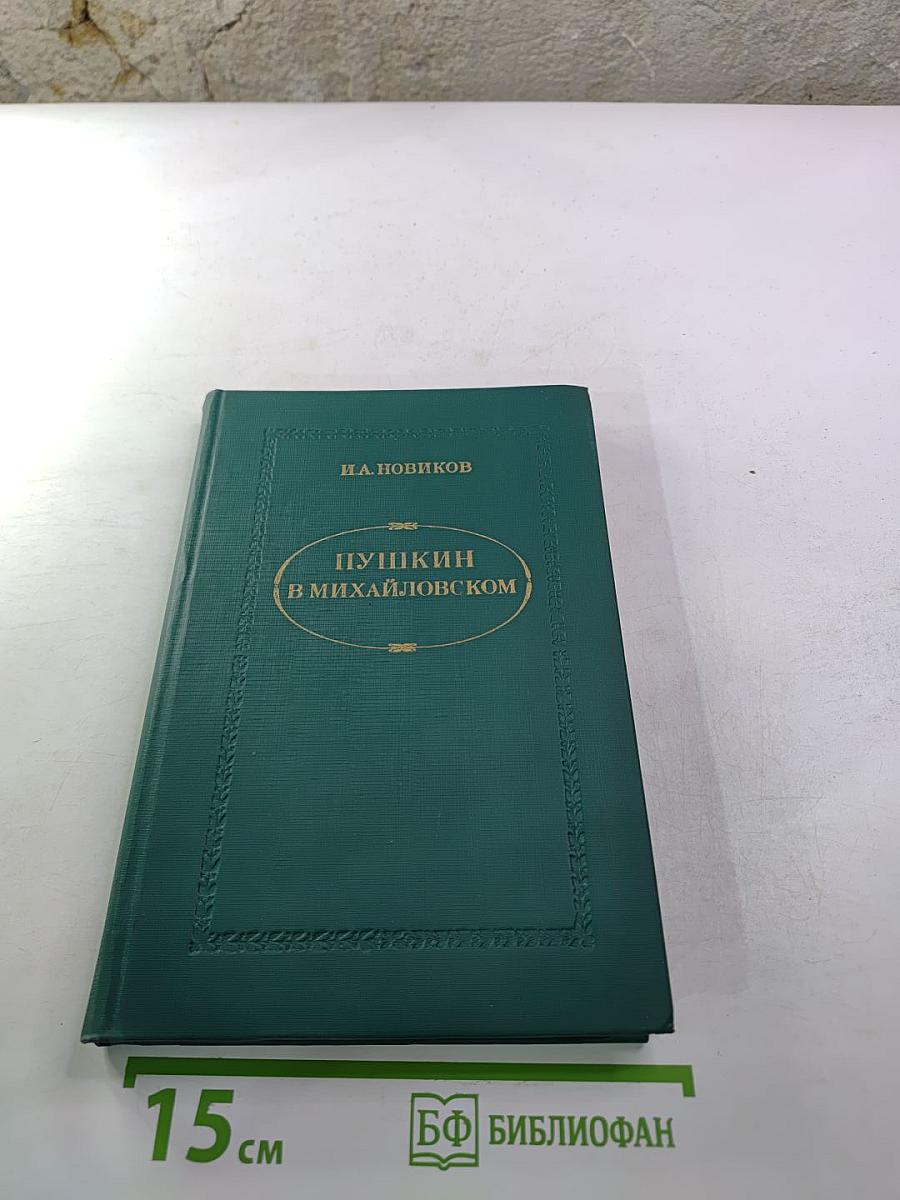 И.А. НОВИКОВ
ПУШКИН
В МИХАЙЛОВСКОМ
15 см
БФ БИБЛИОФАН